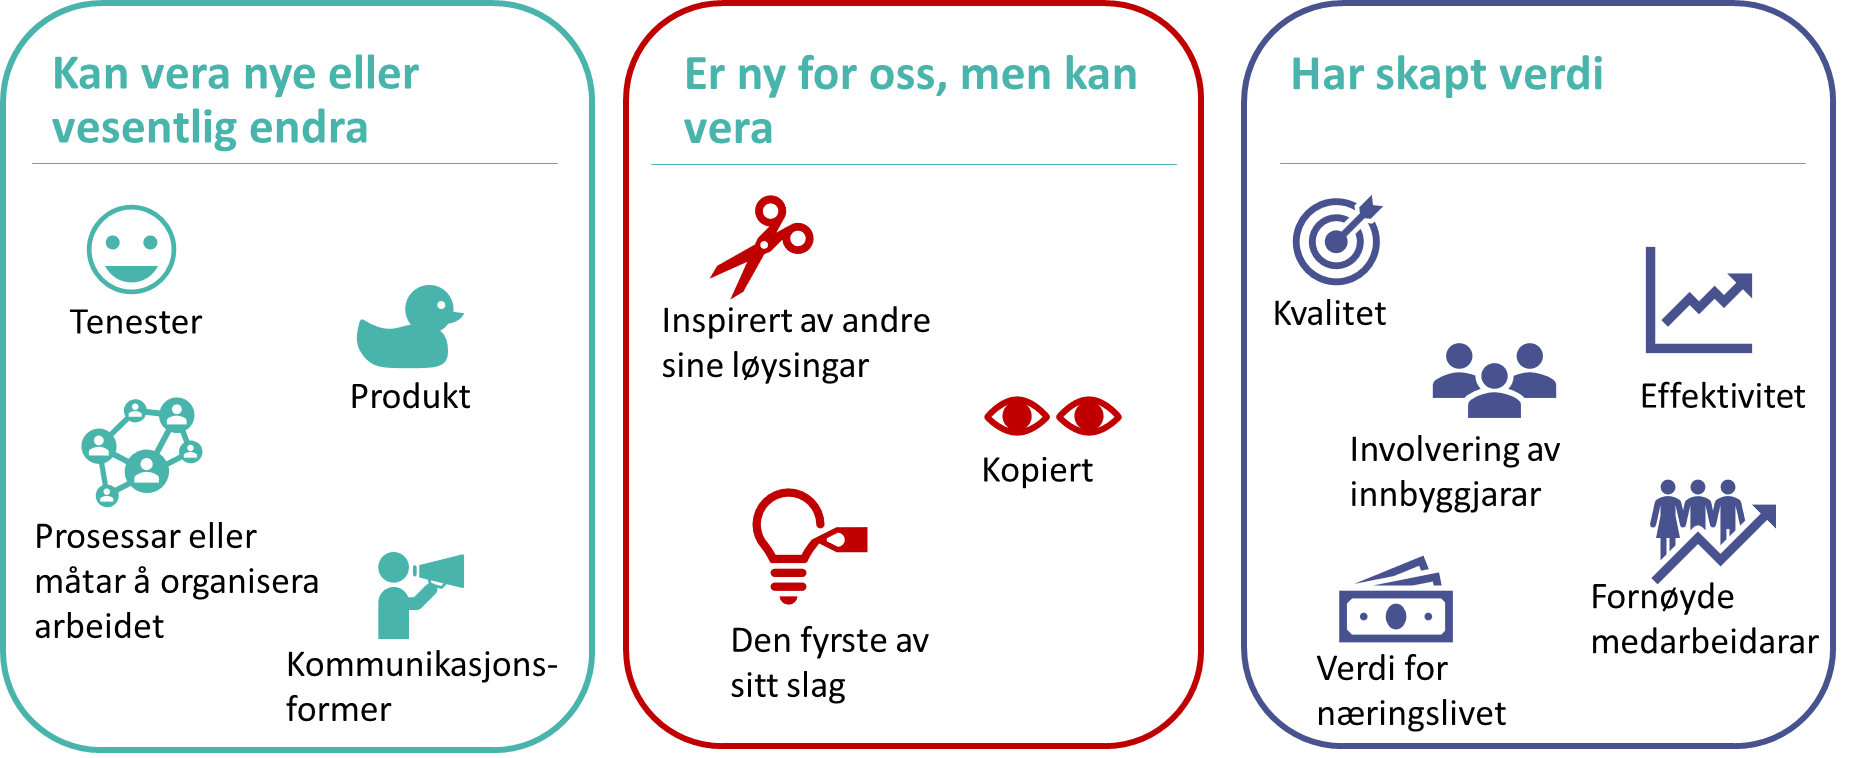 Kan vera nye eller
vesentlig endra
Tenester
Produkt
Prosessar eller
måtar å organisera
arbeidet
Kommunikasjons-
former
Er ny for oss, men kan
vera
Inspirert av andre
sine løysingar
Kopiert
Den fyrste av
sitt slag
Har skapt verdi
Kvalitet
Effektivitet
Involvering av
innbyggjarar
Fornøyde
medarbeidarar
Verdi for
næringslivet